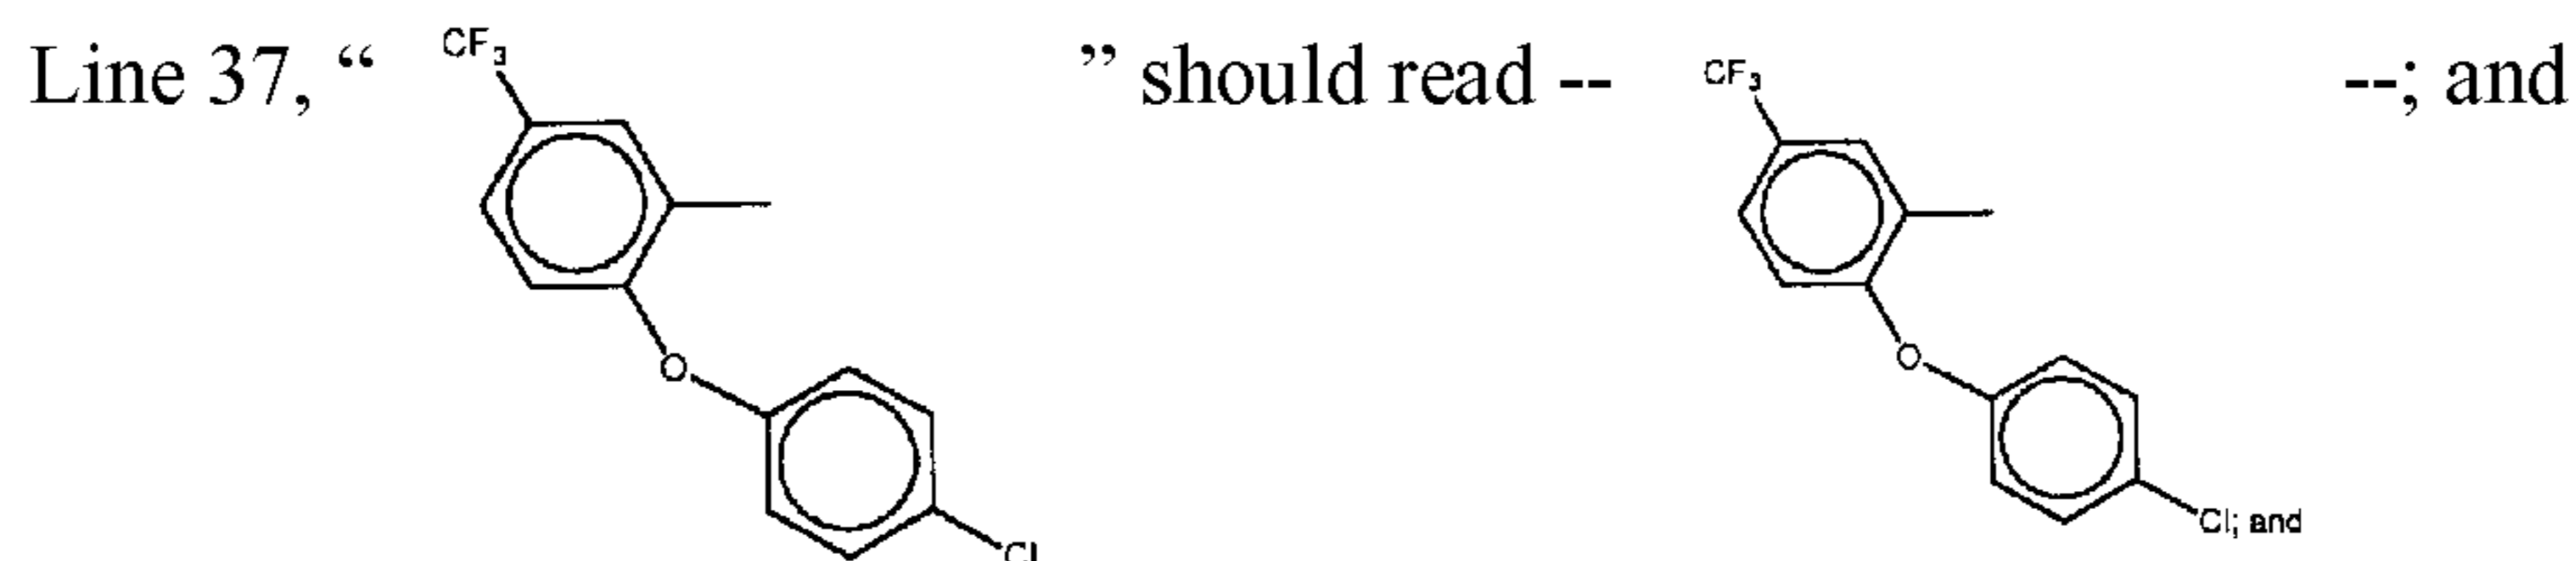 Line 37, “ CF3 ” should read -- CF3 --; and
O O
Cl Cl; and